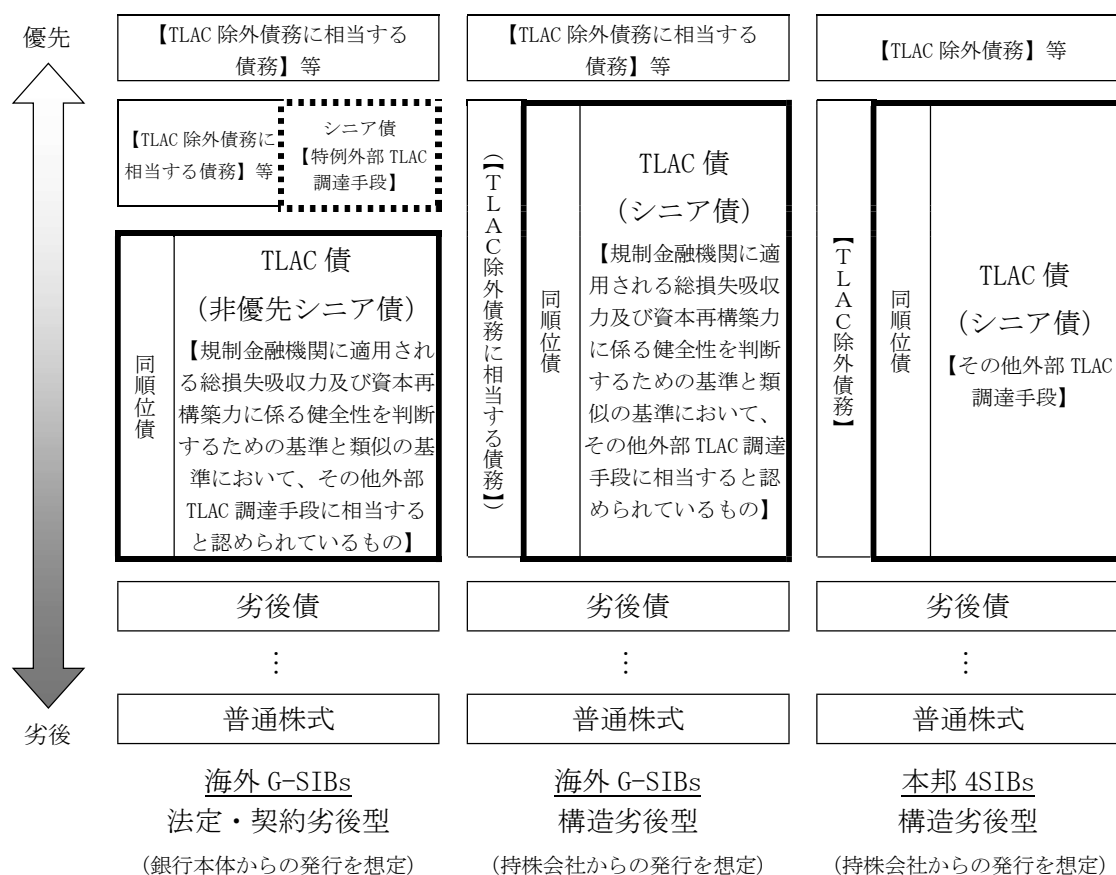 優先
劣後
【TLAC 除外債務に相当する
債務】等
【TLAC 除外債務に
相当する債務】等
シニア債
【特例外部 TLAC
調達手段】
同順位債
TLAC 債
(非優先シニア債)
【規制金融機関に適用され
る総損失吸収力及び資本再
構築力に係る健全性を判断
するための基準と類似の基
準において、その他外部
TLAC 調達手段に相当する
と認められているもの】
劣後債
⋮
普通株式
海外 G-SIBs
法定・契約劣後型
(銀行本体からの発行を想定)
【TLAC 除外債務に相当する
債務】等
(【TLAC除外債務に相当する債務】)
同順位債
TLAC 債
(シニア債)
【規制金融機関に適
用される総損失吸収
力及び資本再構築力
に係る健全性を判断
するための基準と類
似の基準において、
その他外部 TLAC 調達
手段に相当すると認
められているもの】
劣後債
⋮
普通株式
海外 G-SIBs
構造劣後型
(持株会社からの発行を想定)
【TLAC 除外債務】等
【TLAC除外債務】
同順位債
TLAC 債
(シニア債)
【その他外部 TLAC
調達手段】
劣後債
⋮
普通株式
本邦 4SIBs
構造劣後型
(持株会社からの発行を想定)